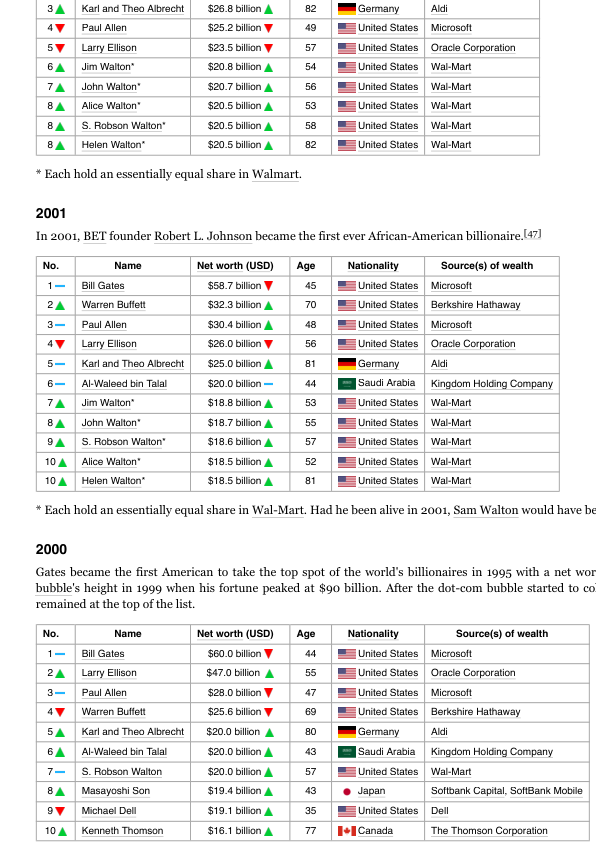 3 Karl and Theo Albrecht $26.8 billion 82 Germany Aldi
4 Paul Allen $25.2 billion 49 United States Microsoft
5 Larry Ellison $23.5 billion 57 United States Oracle Corporation
6 Jim Walton* $20.8 billion 54 United States Wal-Mart
7 John Walton* $20.7 billion 56 United States Wal-Mart
8 Alice Walton* $20.5 billion 53 United States Wal-Mart
8 S. Robson Walton* $20.5 billion 58 United States Wal-Mart
8 Helen Walton* $20.5 billion 82 United States Wal-Mart
* Each hold an essentially equal share in Walmart.
2001
In 2001, BET founder Robert L. Johnson became the first ever African-American billionaire.[47]
No. Name Net worth (USD) Age Nationality Source(s) of wealth
1 Bill Gates $58.7 billion 45 United States Microsoft
2 Warren Buffett $32.3 billion 70 United States Berkshire Hathaway
3 Paul Allen $30.4 billion 48 United States Microsoft
4 Larry Ellison $26.0 billion 56 United States Oracle Corporation
5 Karl and Theo Albrecht $25.0 billion 81 Germany Aldi
6 Al-Waleed bin Talal $20.0 billion 44 Saudi Arabia Kingdom Holding Company
7 Jim Walton* $18.8 billion 53 United States Wal-Mart
8 John Walton* $18.7 billion 55 United States Wal-Mart
9 S. Robson Walton* $18.6 billion 57 United States Wal-Mart
10 Alice Walton* $18.5 billion 52 United States Wal-Mart
10 Helen Walton* $18.5 billion 81 United States Wal-Mart
* Each hold an essentially equal share in Wal-Mart. Had he been alive in 2001, Sam Walton would have be
2000
Gates became the first American to take the top spot of the world's billionaires in 1995 with a net wor
bubble's height in 1999 when his fortune peaked at $90 billion. After the dot-com bubble started to co
remained at the top of the list.
No. Name Net worth (USD) Age Nationality Source(s) of wealth
1 Bill Gates $60.0 billion 44 United States Microsoft
2 Larry Ellison $47.0 billion 55 United States Oracle Corporation
3 Paul Allen $28.0 billion 47 United States Microsoft
4 Warren Buffett $25.6 billion 69 United States Berkshire Hathaway
5 Karl and Theo Albrecht $20.0 billion 80 Germany Aldi
6 Al-Waleed bin Talal $20.0 billion 43 Saudi Arabia Kingdom Holding Company
7 S. Robson Walton $20.0 billion 57 United States Wal-Mart
8 Masayoshi Son $19.4 billion 43 Japan Softbank Capital, SoftBank Mobile
9 Michael Dell $19.1 billion 35 United States Dell
10 Kenneth Thomson $16.1 billion 77 Canada The Thomson Corporation